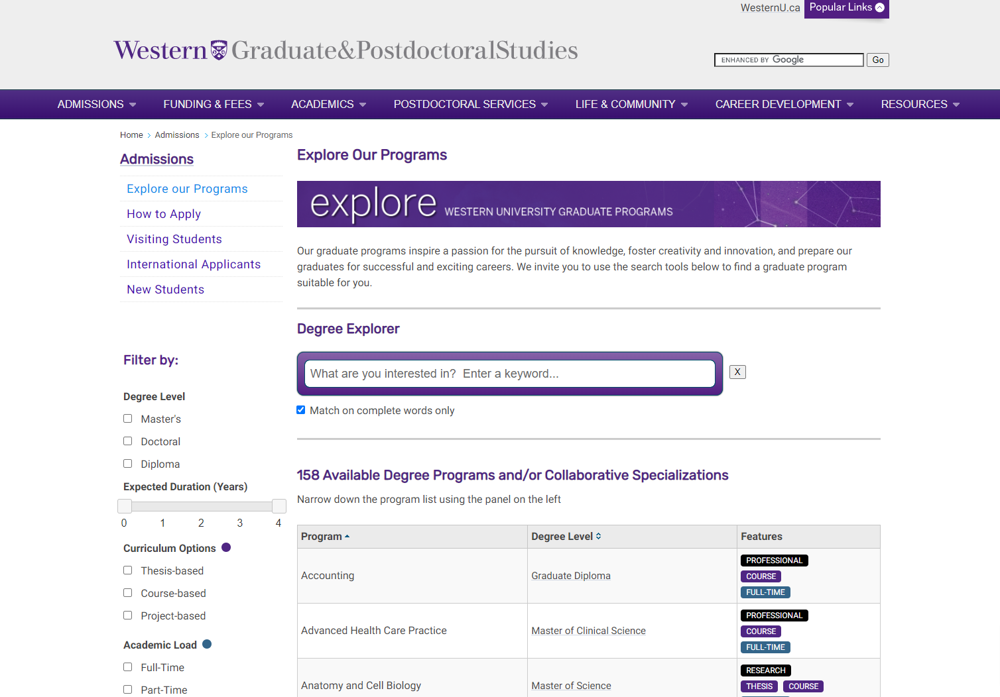 WesternU.ca Popular Links
Western Graduate&PostdoctoralStudies
ENHANCED BY Google Go
ADMISSIONS FUNDING & FEES ACADEMICS POSTDOCTORAL SERVICES LIFE & COMMUNITY CAREER DEVELOPMENT RESOURCES
Home Admissions Explore our Programs
Admissions
Explore our Programs
How to Apply
Visiting Students
International Applicants
New Students
Filter by:
Degree Level
Master's
Doctoral
Diploma
Expected Duration (Years)
0 1 2 3 4
Curriculum Options
Thesis-based
Course-based
Project-based
Academic Load
Full-Time
Part-Time
Explore Our Programs
explore WESTERN UNIVERSITY GRADUATE PROGRAMS
Our graduate programs inspire a passion for the pursuit of knowledge, foster creativity and innovation, and prepare our
graduates for successful and exciting careers. We invite you to use the search tools below to find a graduate program
suitable for you.
Degree Explorer
What are you interested in? Enter a keyword... X
Match on complete words only
158 Available Degree Programs and/or Collaborative Specializations
Narrow down the program list using the panel on the left
Program Degree Level Features
Accounting Graduate Diploma PROFESSIONAL
COURSE
FULL-TIME
Advanced Health Care Practice Master of Clinical Science PROFESSIONAL
COURSE
FULL-TIME
Anatomy and Cell Biology Master of Science RESEARCH
THESIS COURSE